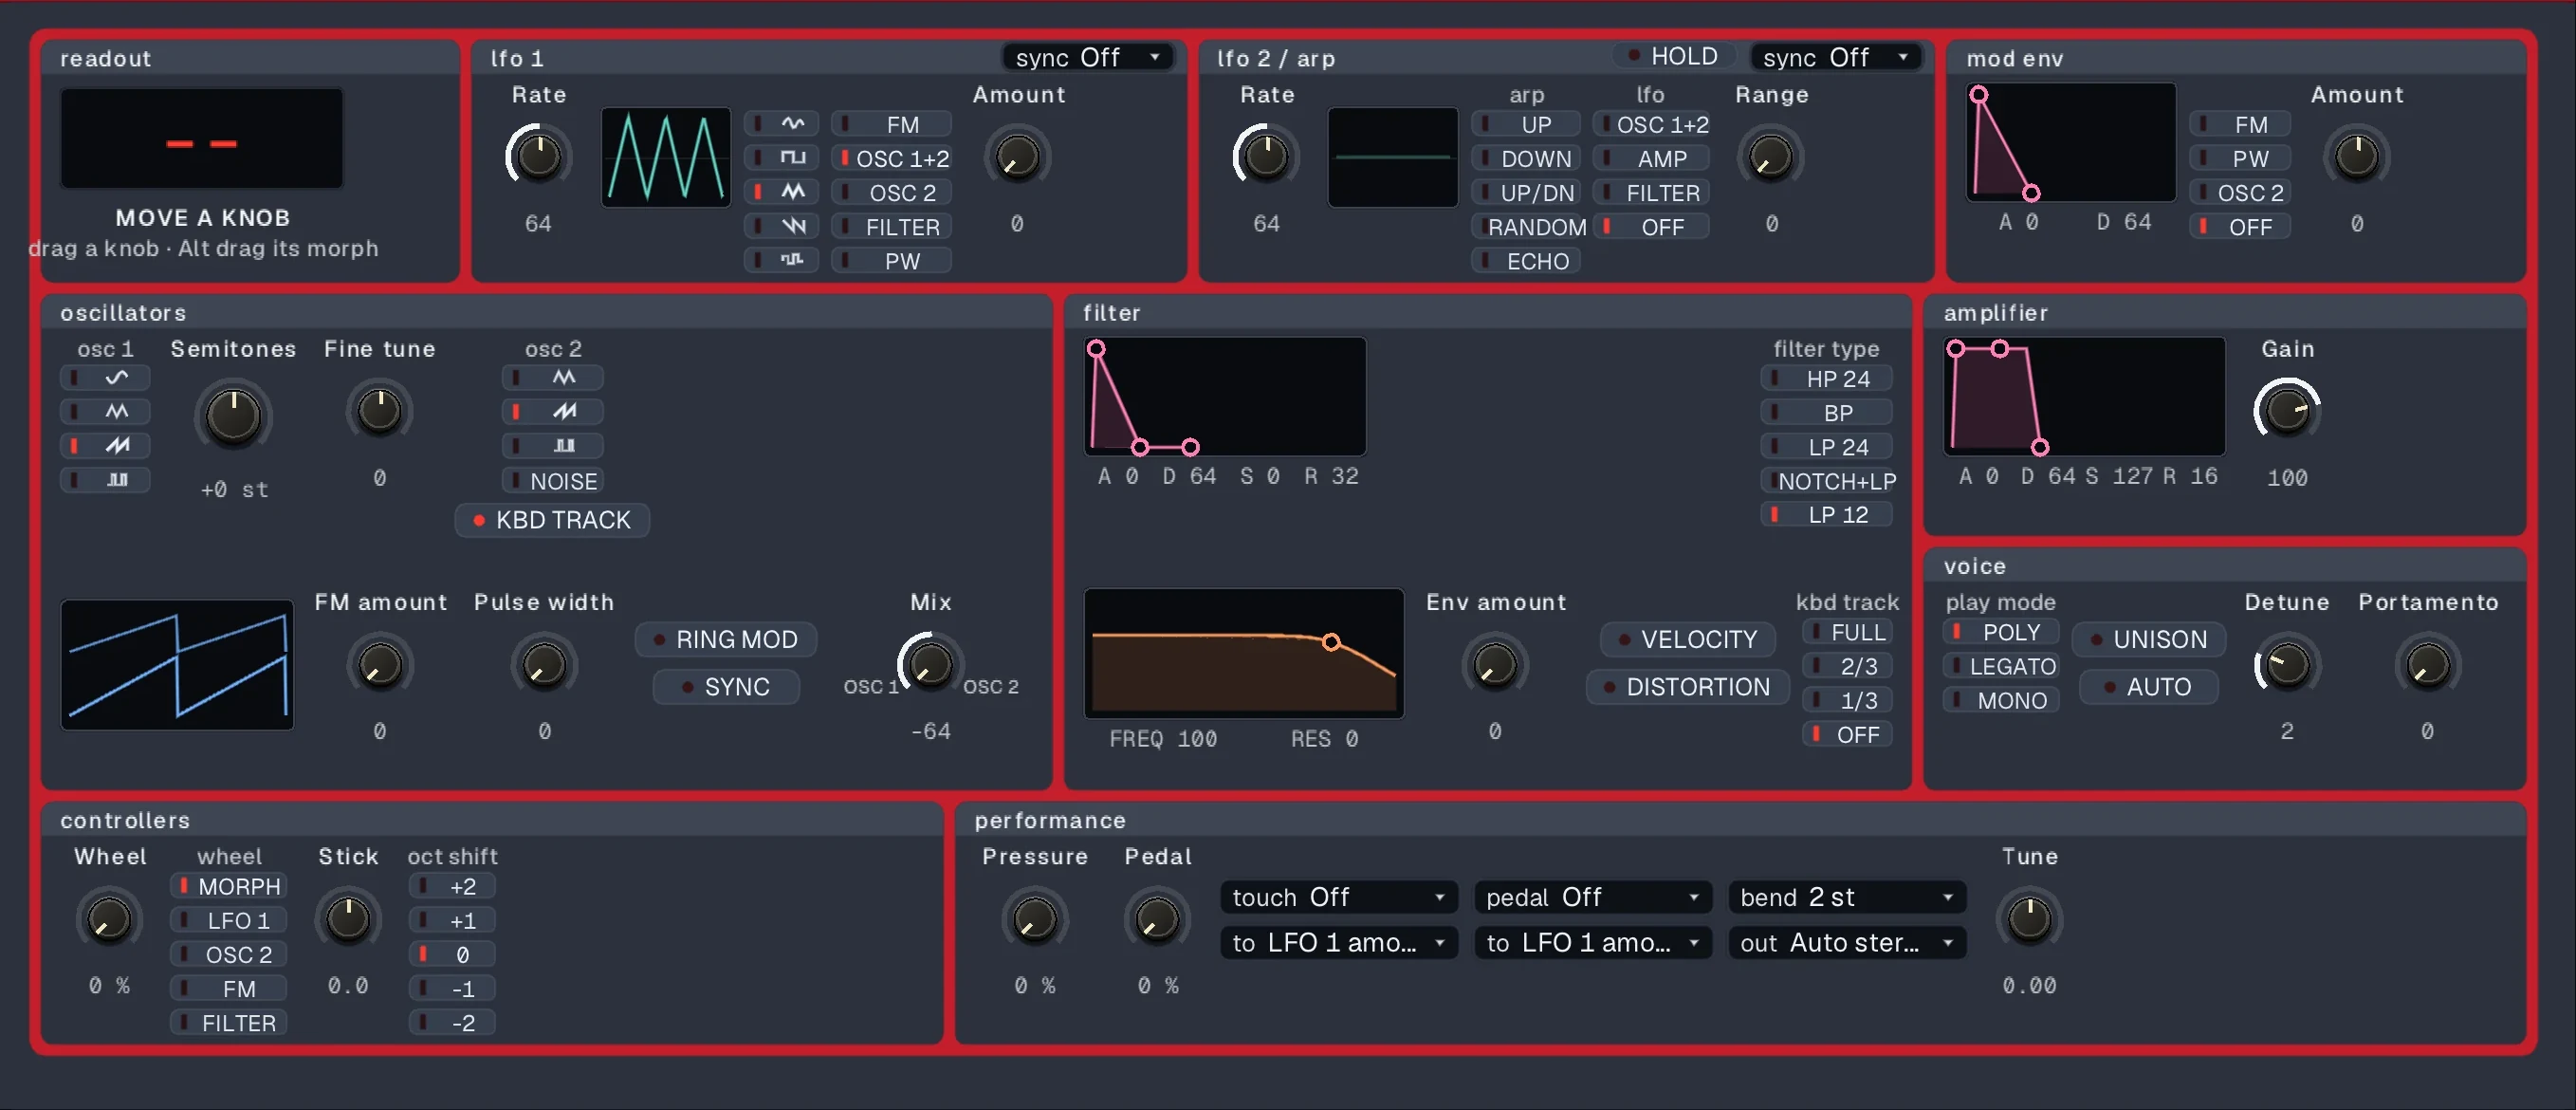 readout
MOVE A KNOB
drag a knob · Alt drag its morph
lfo 1
sync Off
Rate
64
FM
OSC 1+2
OSC 2
FILTER
PW
Amount
0
lfo 2 / arp
HOLD
sync Off
Rate
64
arp
UP
DOWN
UP/DN
RANDOM
ECHO
lfo
OSC 1+2
AMP
FILTER
OFF
Range
0
mod env
A 0 D 64
FM
PW
OSC 2
OFF
Amount
0
oscillators
osc 1
Semitones
+0 st
Fine tune
0
osc 2
NOISE
KBD TRACK
FM amount
0
Pulse width
0
RING MOD
SYNC
Mix
OSC 1
OSC 2
-64
filter
A 0 D 64 S 0 R 32
filter type
HP 24
BP
LP 24
NOTCH+LP
LP 12
FREQ 100 RES 0
Env amount
0
VELOCITY
DISTORTION
kbd track
FULL
2/3
1/3
OFF
amplifier
A 0 D 64 S 127 R 16
Gain
100
voice
play mode
POLY
LEGATO
MONO
UNISON
AUTO
Detune
2
Portamento
0
controllers
Wheel
0 %
wheel
MORPH
LFO 1
OSC 2
FM
FILTER
Stick
0.0
oct shift
+2
+1
0
-1
-2
performance
Pressure
0 %
Pedal
0 %
touch Off
to LFO 1 amo...
pedal Off
to LFO 1 amo...
bend 2 st
out Auto ster...
Tune
0.00